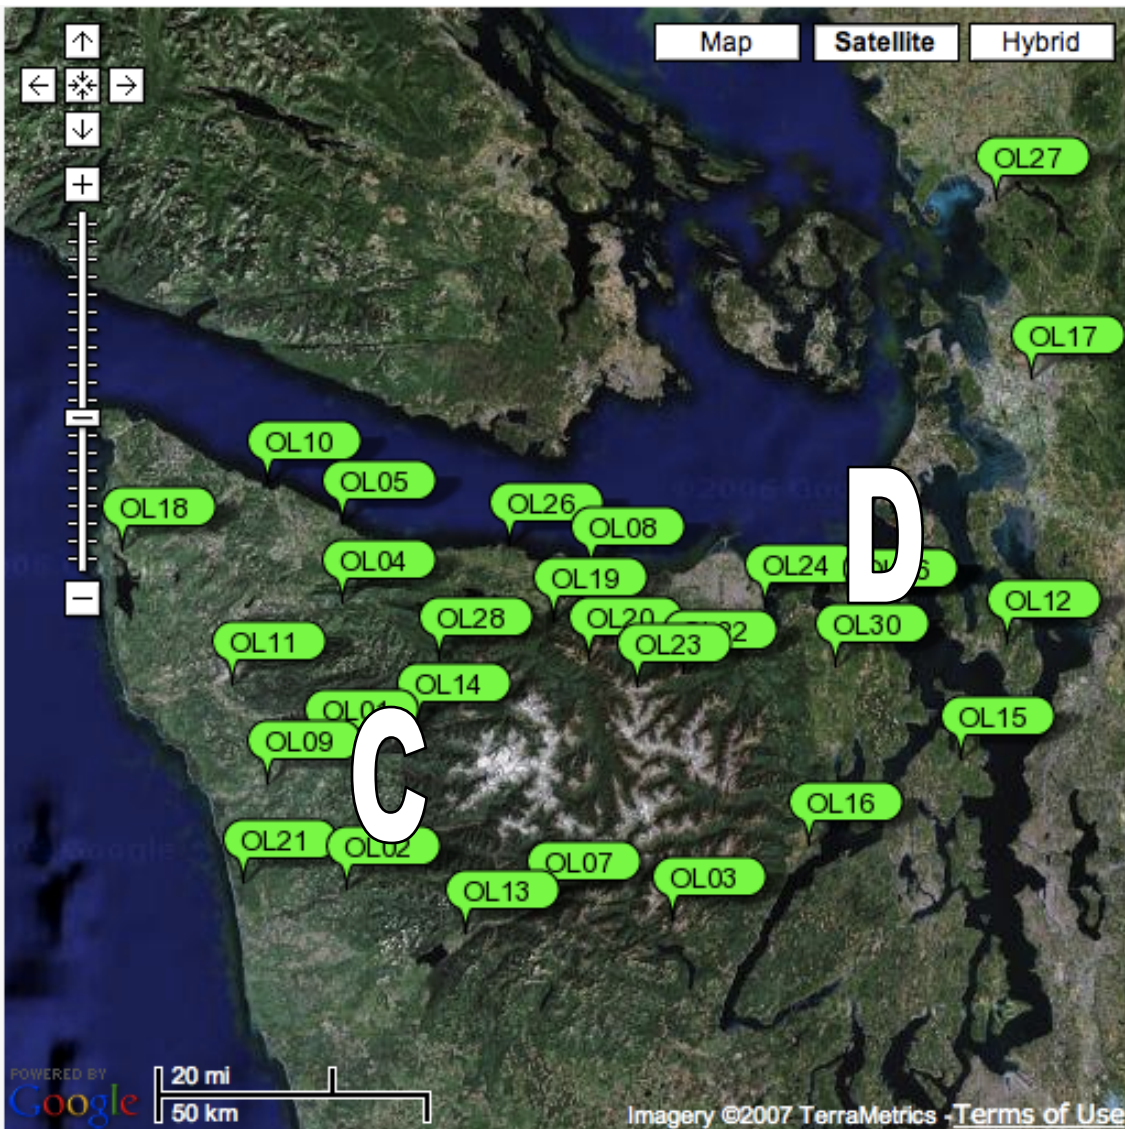 Map
Satellite
Hybrid
OL27
OL17
OL10
OL05
OL18
OL26
OL08
D
OL04
OL19
OL24
OL12
OL28
OL20
OL11
OL23
OL30
OL14
OL15
OL09
C
OL16
OL21
OL02
OL07
OL03
OL13
POWERED BY
Google
20 mi
50 km
Imagery ©2007 TerraMetrics -Terms of Use